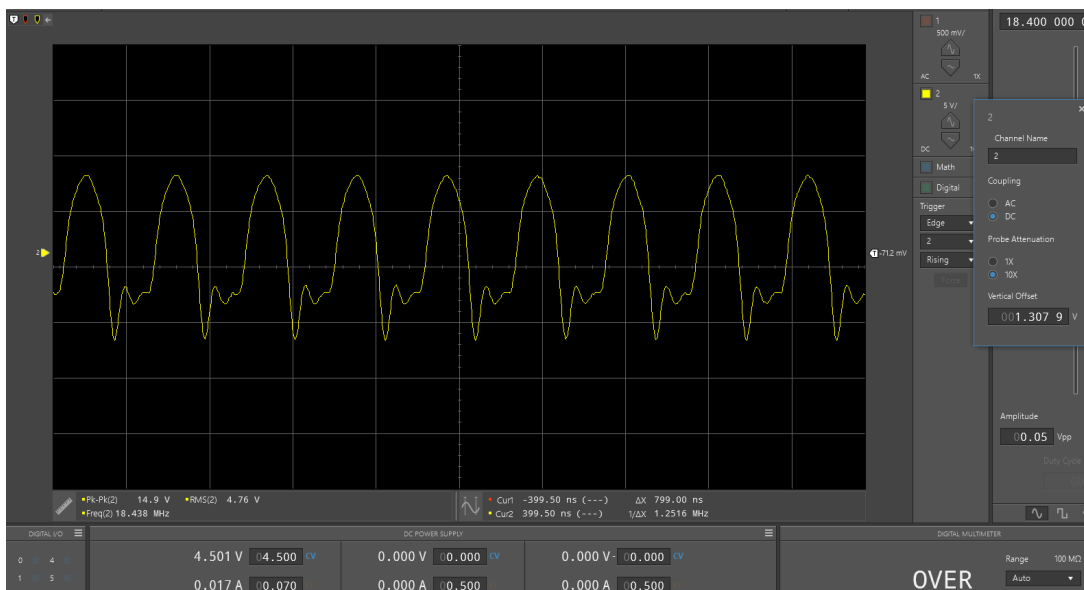 T
1
500 mV/
AC 1X
2
5 V/
DC
Math
Digital
Trigger
Edge
2
Rising
18.400 000
2
Channel Name
2
Coupling
AC
DC
Probe Attenuation
1X
10X
Vertical Offset
001.307 9 V
2
T -71.2 mV
Amplitude
00.05 Vpp
Pk-Pk(2) 14.9 V RMS(2) 4.76 V
Freq(2) 18.438 MHz
Cur1 -399.50 ns (---) ΔX 799.00 ns
Cur2 399.50 ns (---) 1/ΔX 1.2516 MHz
DIGITAL I/O
0 4
1 5
DC POWER SUPPLY
4.501 V 04.500 CV 0.000 V 00.000 CV 0.000 V- 00.000 CV
0.017 A 00.070 0.000 A 00.500 0.000 A 00.500
DIGITAL MULTIMETER
OVER
Range 100 MΩ
Auto